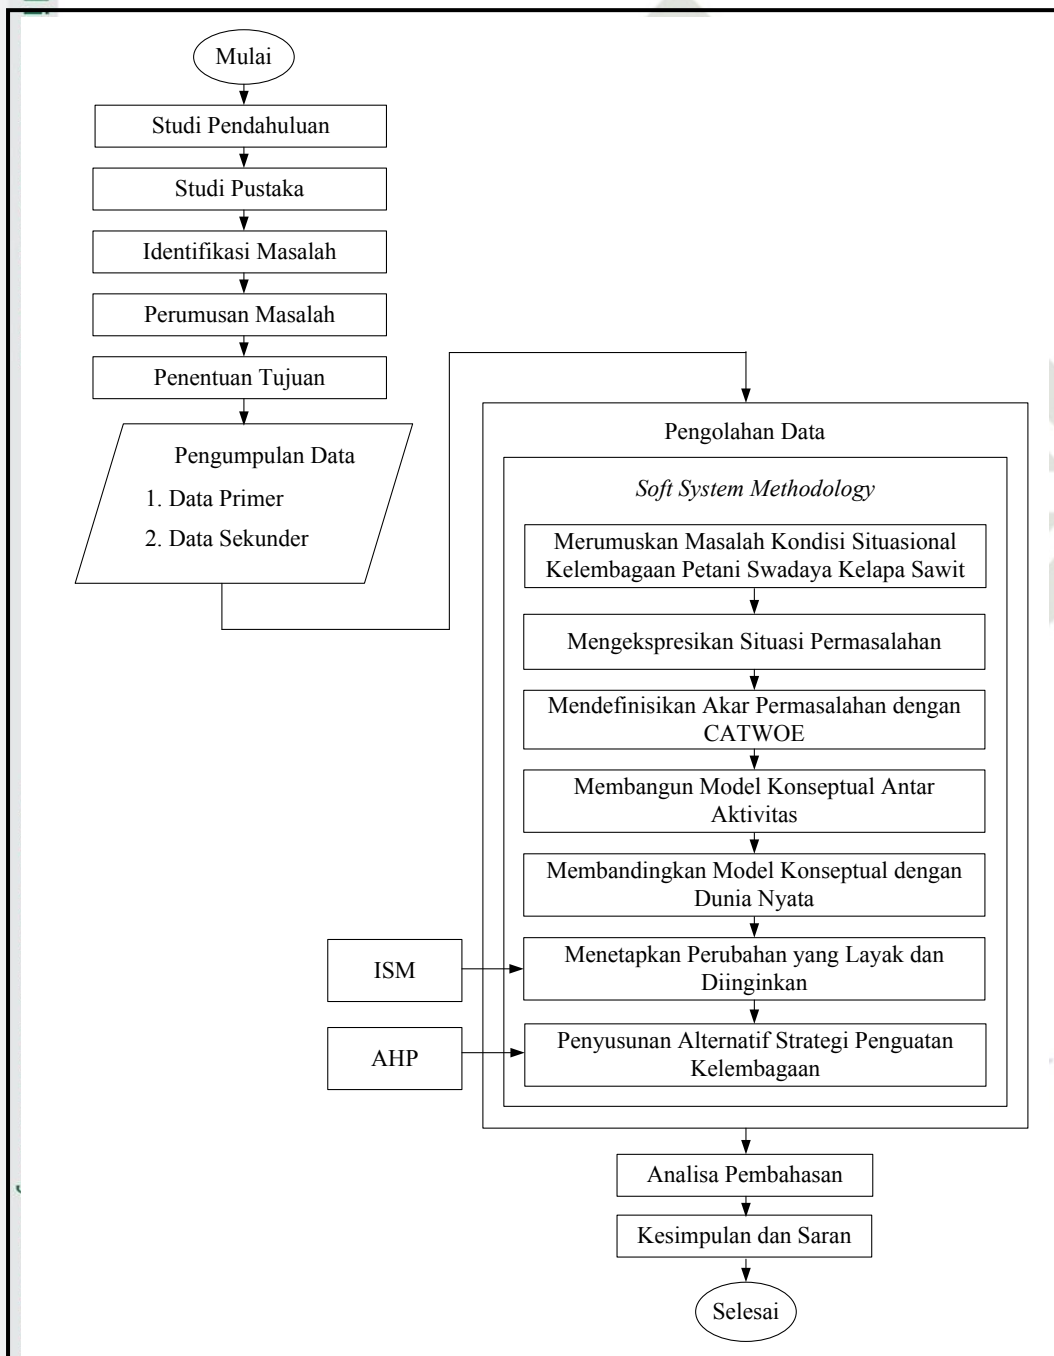 Mulai
Studi Pendahuluan
Studi Pustaka
Identifikasi Masalah
Perumusan Masalah
Penentuan Tujuan
Pengumpulan Data
1. Data Primer
2. Data Sekunder
Pengolahan Data
Soft System Methodology
Merumuskan Masalah Kondisi Situasional
Kelembagaan Petani Swadaya Kelapa Sawit
Mengekspresikan Situasi Permasalahan
Mendefinisikan Akar Permasalahan dengan
CATWOE
Membangun Model Konseptual Antar
Aktivitas
Membandingkan Model Konseptual dengan
Dunia Nyata
ISM
Menetapkan Perubahan yang Layak dan
Diinginkan
AHP
Penyusunan Alternatif Strategi Penguatan
Kelembagaan
Analisa Pembahasan
Kesimpulan dan Saran
Selesai